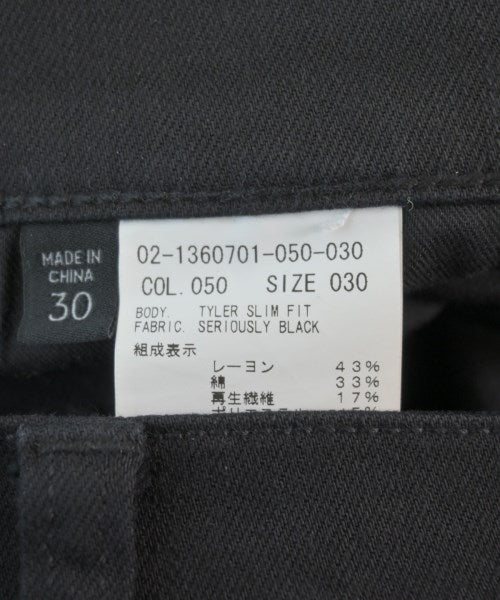 MADE IN
CHINA
30
02-1360701-050-030
COL.050 SIZE 030
BODY. TYLER SLIM FIT
FABRIC. SERIOUSLY BLACK
組成表示
レーヨン 43%
綿 33%
再生繊維 17%